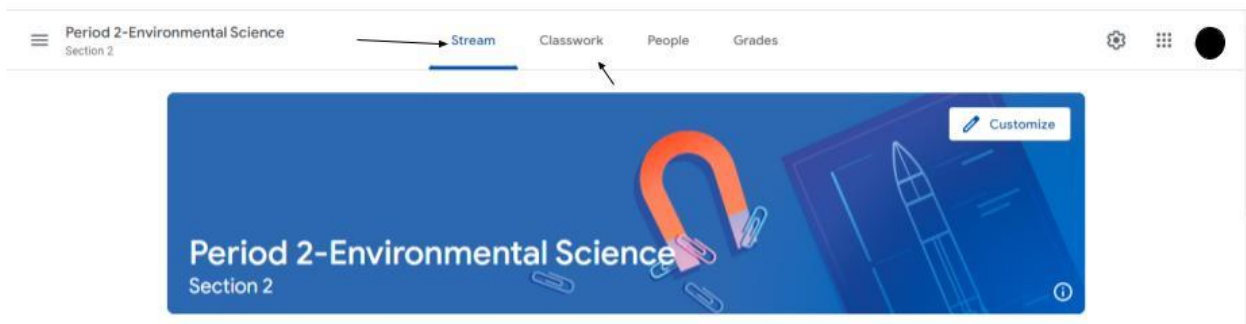 Period 2-Environmental Science
Section 2
Stream Classwork People Grades
Customize
Period 2-Environmental Science
Section 2